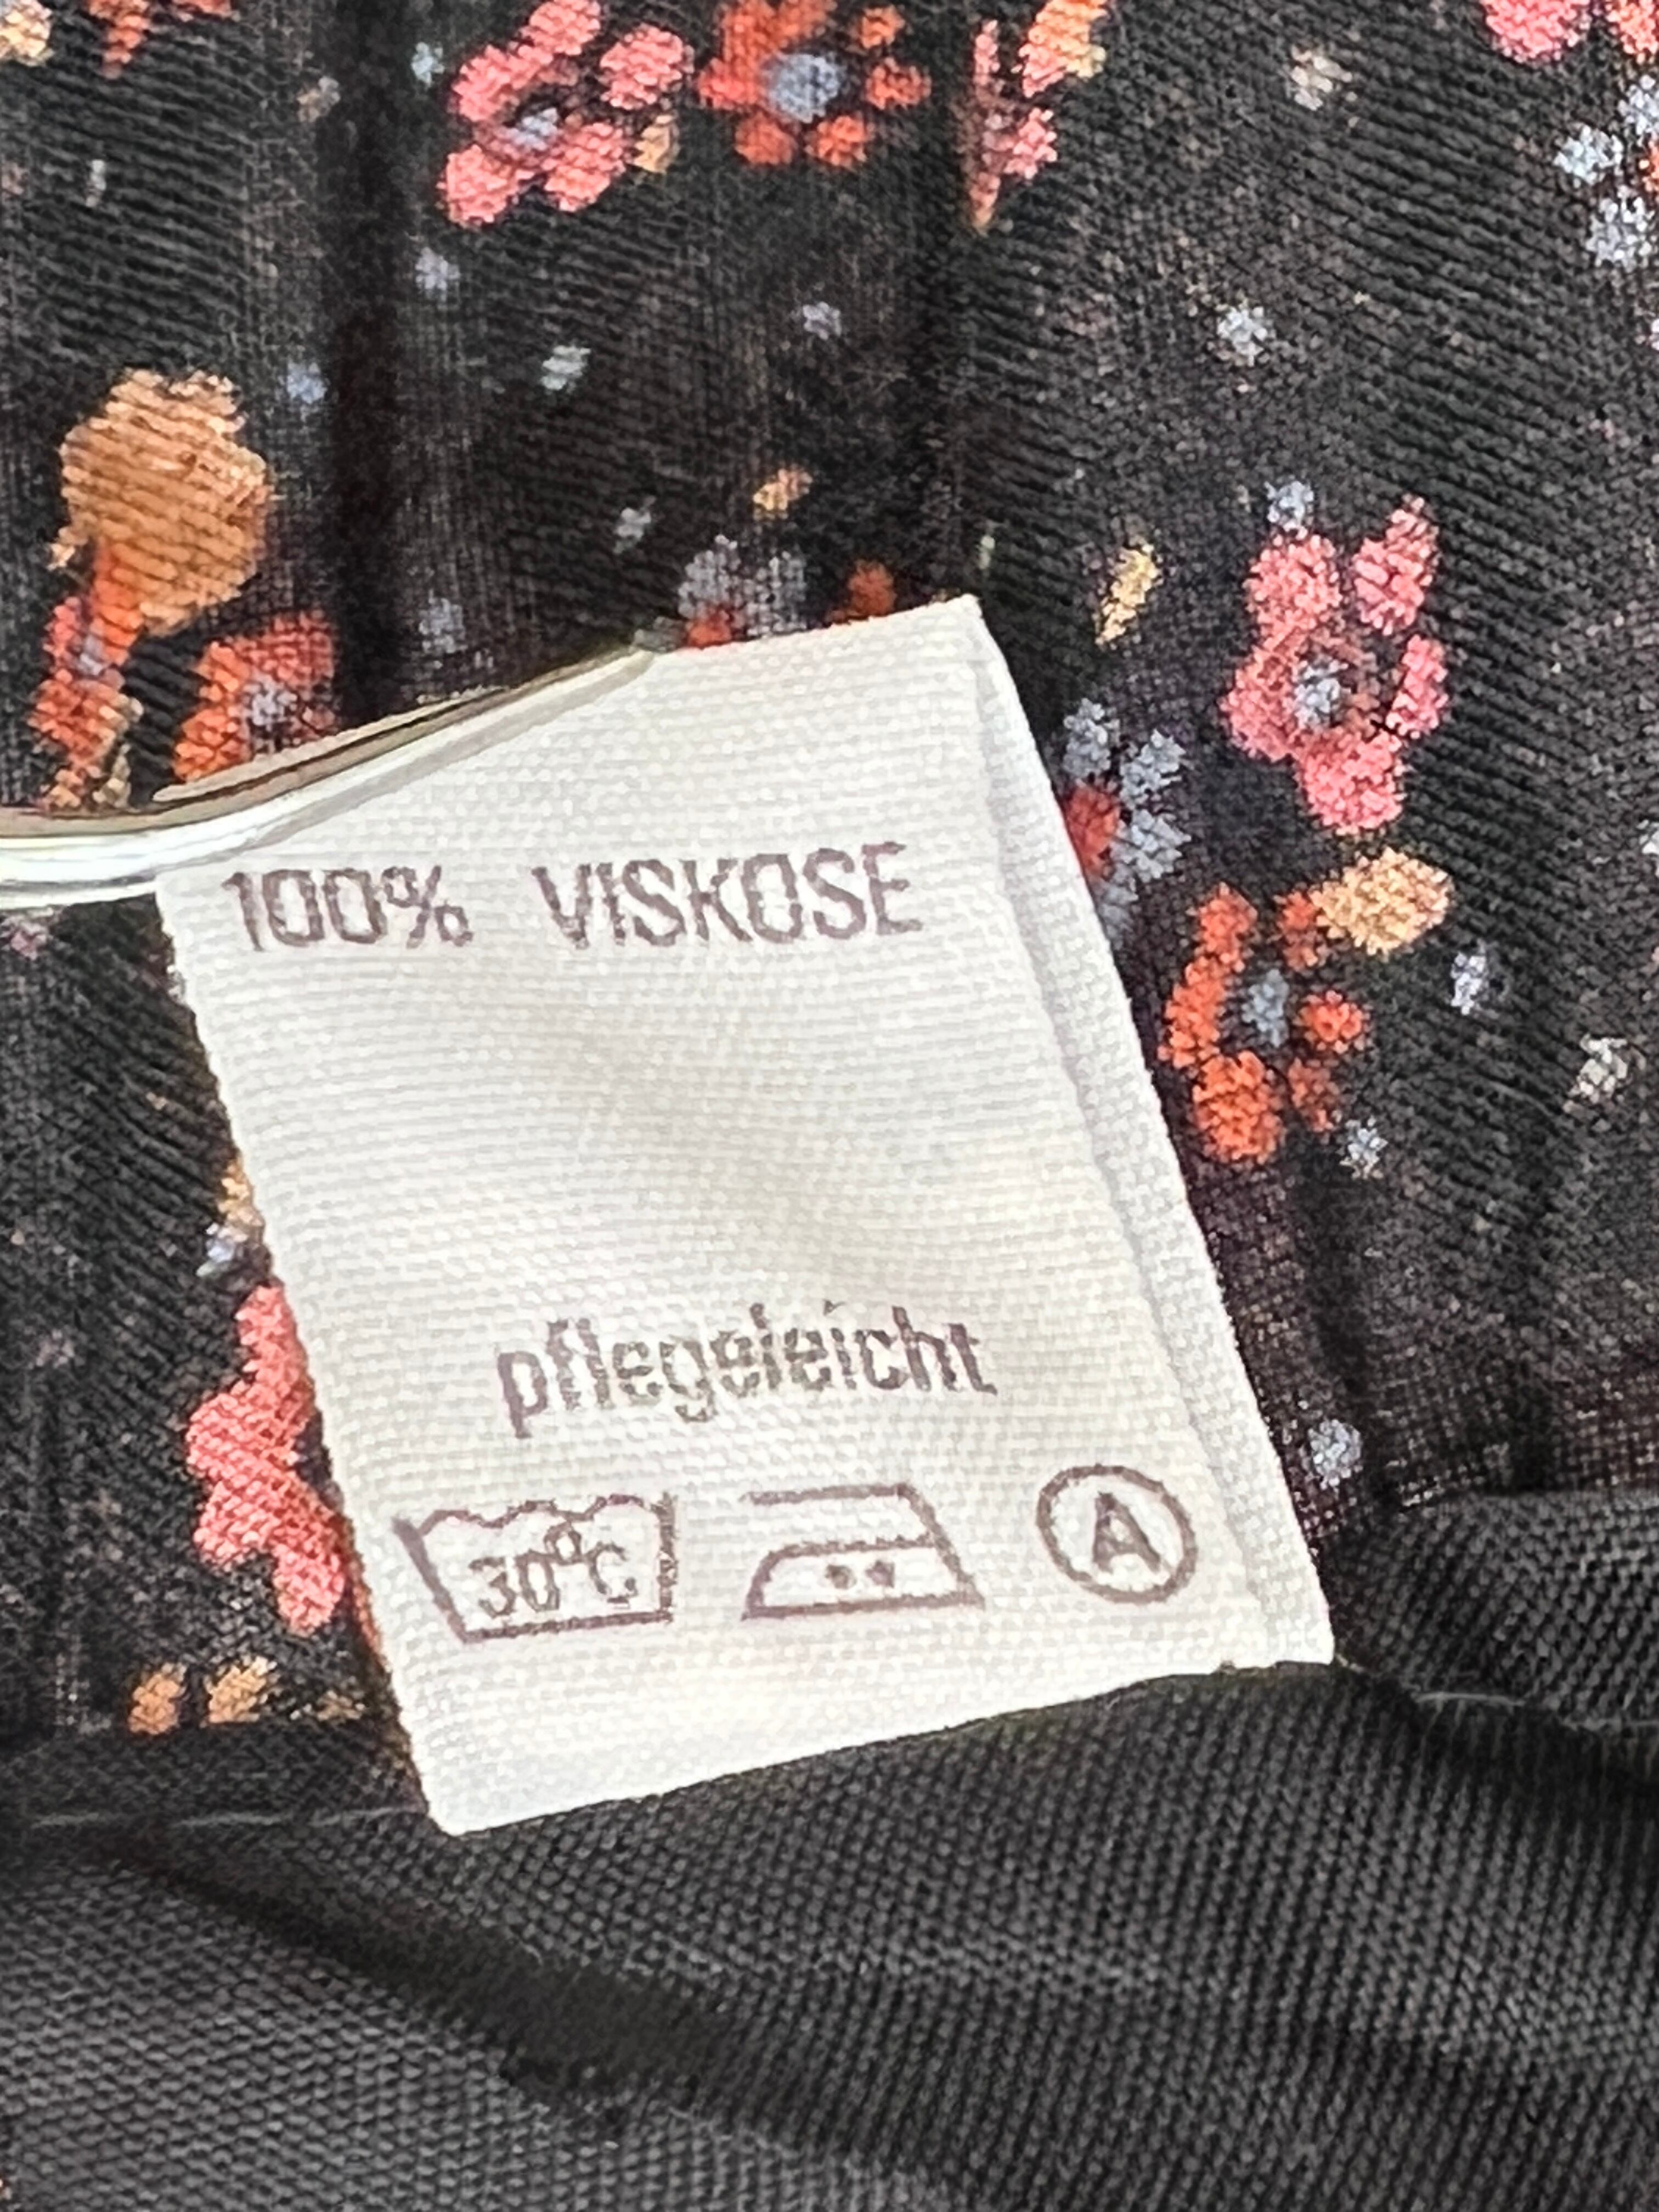 100% VISKOSE
pflegeleicht
30°C A